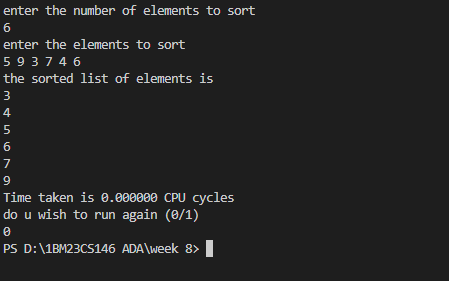 enter the number of elements to sort
6
enter the elements to sort
5 9 3 7 4 6
the sorted list of elements is
3
4
5
6
7
9
Time taken is 0.000000 CPU cycles
do u wish to run again (0/1)
0
PS D:\1BM23CS146 ADA\week 8>